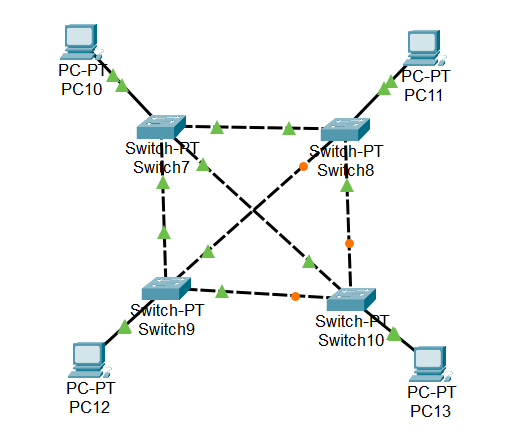 PC-PT
PC10
PC-PT
PC11
Switch-PT
Switch7
Switch-PT
Switch8
Switch-PT
Switch9
Switch-PT
Switch10
PC-PT
PC12
PC-PT
PC13